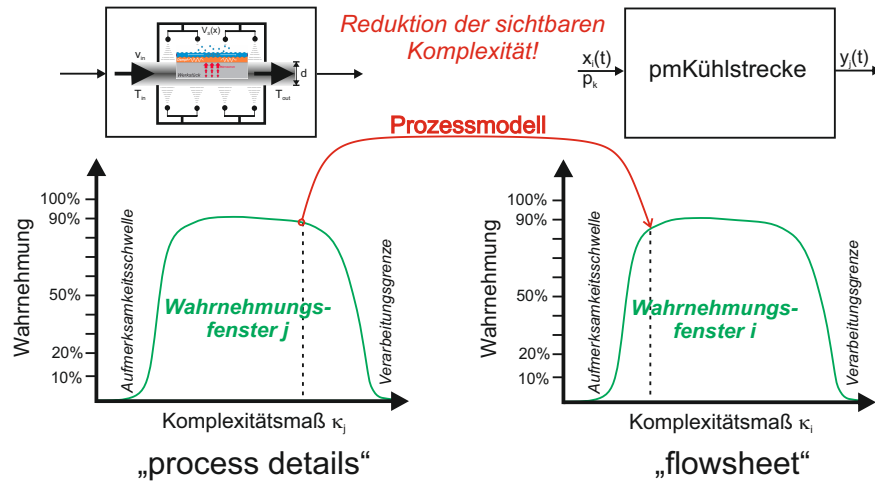 Vₐ(x)
vᵢₙ
Werkstück
d
Tᵢₙ
Tₒᵤₜ
Reduktion der sichtbaren
Komplexität!
xᵢ(t)
pₖ
pmKühlstrecke
yⱼ(t)
Prozessmodell
Wahrnehmung
100%
90%
50%
20%
10%
Aufmerksamkeitsschwelle
Wahrnehmungs-
fenster j
Verarbeitungsgrenze
Komplexitätsmaß κⱼ
„process details“
Wahrnehmung
100%
90%
50%
20%
10%
Aufmerksamkeitsschwelle
Wahrnehmungs-
fenster i
Verarbeitungsgrenze
Komplexitätsmaß κᵢ
„flowsheet“